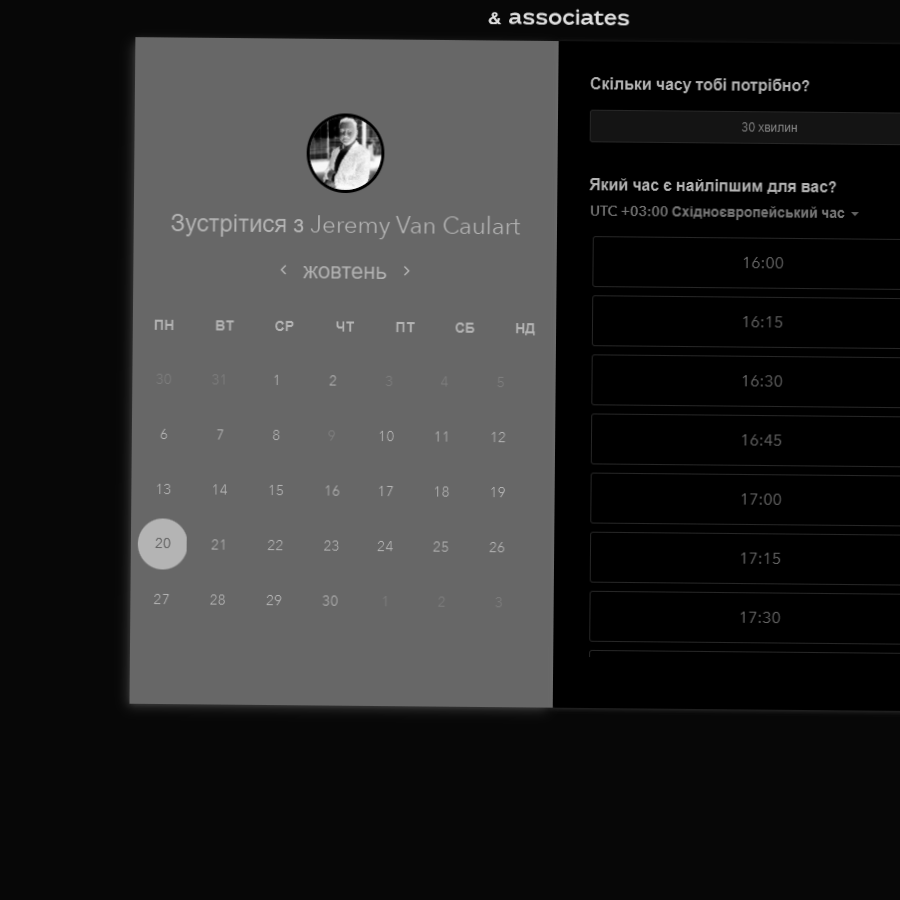 & associates
Зустрітися з Jeremy Van Caulart
жовтень
ПН ВТ СР ЧТ ПТ СБ НД
30 31 1 2 3 4 5
6 7 8 9 10 11 12
13 14 15 16 17 18 19
20 21 22 23 24 25 26
27 28 29 30 1 2 3
Скільки часу тобі потрібно?
30 хвилин
Який час є найліпшим для вас?
UTC +03:00 Східноєвропейський час
16:00
16:15
16:30
16:45
17:00
17:15
17:30